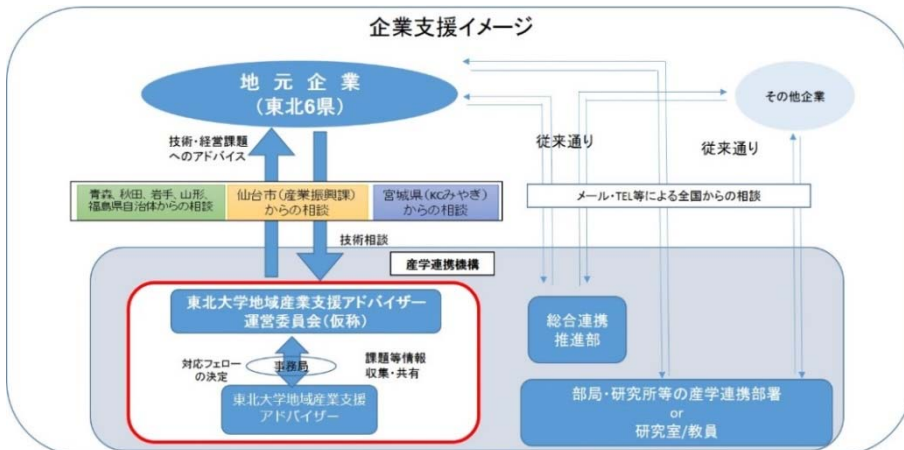 企業支援イメージ
地元企業
(東北6県)
その他企業
技術・経営課題
へのアドバイス
従来通り
従来通り
青森、秋田、岩手、山形、
福島県自治体からの相談
仙台市(産業振興課)
からの相談
宮城県(KCみやぎ)
からの相談
メール・TEL等による全国からの相談
技術相談
産学連携機構
東北大学地域産業支援アドバイザー
運営委員会(仮称)
対応フェロー
の決定
事務局
課題等情報
収集・共有
東北大学地域産業支援
アドバイザー
総合連携
推進部
部局・研究所等の産学連携部署
or
研究室/教員